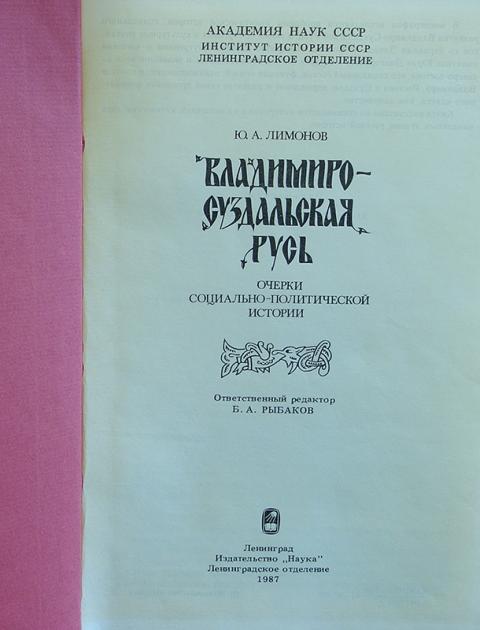 АКАДЕМИЯ НАУК СССР
ИНСТИТУТ ИСТОРИИ СССР
ЛЕНИНГРАДСКОЕ ОТДЕЛЕНИЕ
Ю. А. ЛИМОНОВ
ВЛАДИМИРО-
СУЗДАЛЬСКАЯ
РУСЬ
ОЧЕРКИ
СОЦИАЛЬНО-ПОЛИТИЧЕСКОЙ
ИСТОРИИ
Ответственный редактор
Б. А. РЫБАКОВ
Ленинград
Издательство „Наука"
Ленинградское отделение
1987